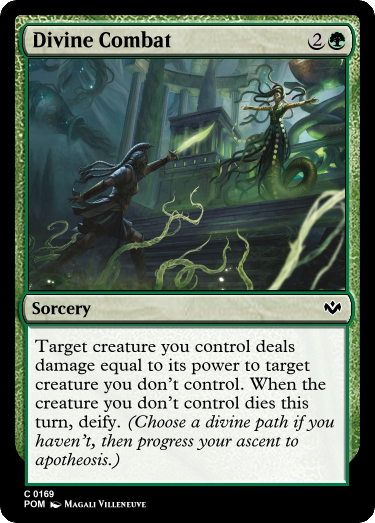 Divine Combat 2
Sorcery
Target creature you control deals
damage equal to its power to target
creature you don't control. When the
creature you don't control dies this
turn, deify. (Choose a divine path if you
haven't, then progress your ascent to
apotheosis.)
C 0169
POM Magali Villeneuve